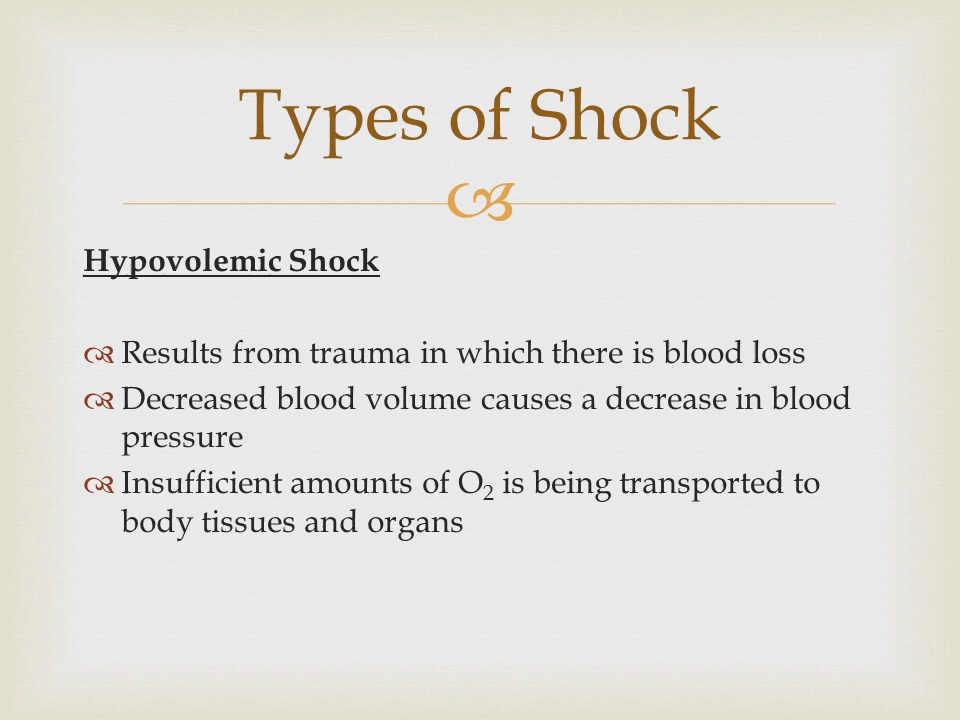 Types of Shock
Hypovolemic Shock
Results from trauma in which there is blood loss
Decreased blood volume causes a decrease in blood
pressure
Insufficient amounts of O₂ is being transported to
body tissues and organs